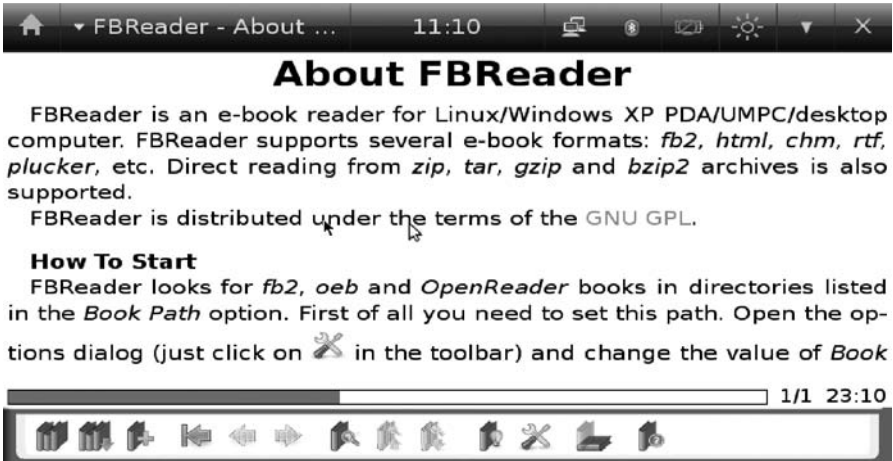 FBReader - About ... 11:10
About FBReader
FBReader is an e-book reader for Linux/Windows XP PDA/UMPC/desktop
computer. FBReader supports several e-book formats: fb2, html, chm, rtf,
plucker, etc. Direct reading from zip, tar, gzip and bzip2 archives is also
supported.
FBReader is distributed under the terms of the GNU GPL.
How To Start
FBReader looks for fb2, oeb and OpenReader books in directories listed
in the Book Path option. First of all you need to set this path. Open the op-
tions dialog (just click on in the toolbar) and change the value of Book
1/1 23:10